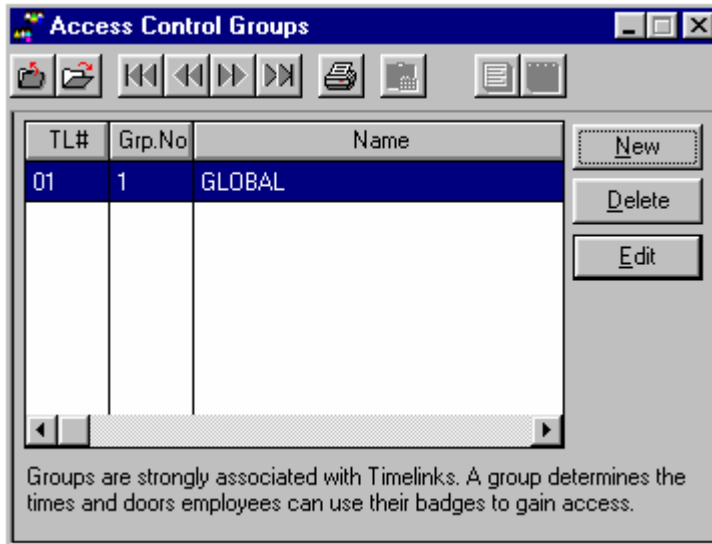 Access Control Groups
TL# Grp.No Name
New
01 1 GLOBAL
Delete
Edit
Groups are strongly associated with Timelinks. A group determines the
times and doors employees can use their badges to gain access.